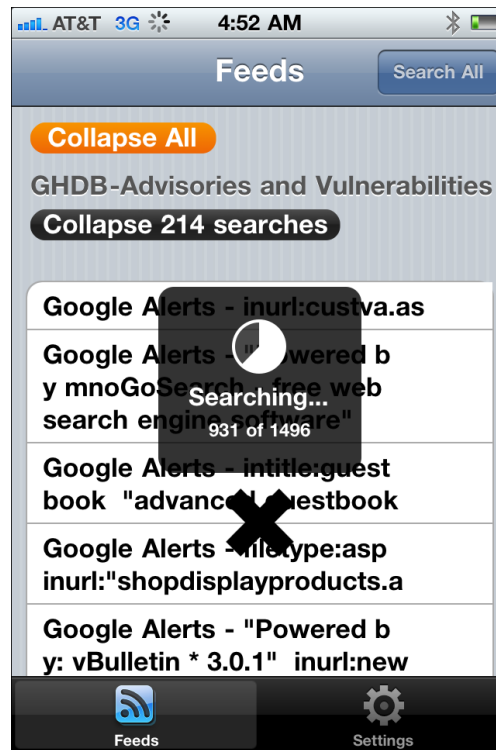 AT&T 3G 4:52 AM
Feeds
Search All
Collapse All
GHDB-Advisories and Vulnerabilities
Collapse 214 searches
Google Alerts - inurl:custva.as
Google Alerts - "Powered b
y mnoGoSearch - free web
search engine software"
Google Alerts - intitle:guest
book "advanced guestbook
Google Alerts - filetype:asp
inurl:"shopdisplayproducts.a
Google Alerts - "Powered b
y: vBulletin * 3.0.1" inurl:new
Searching...
931 of 1496
Feeds
Settings